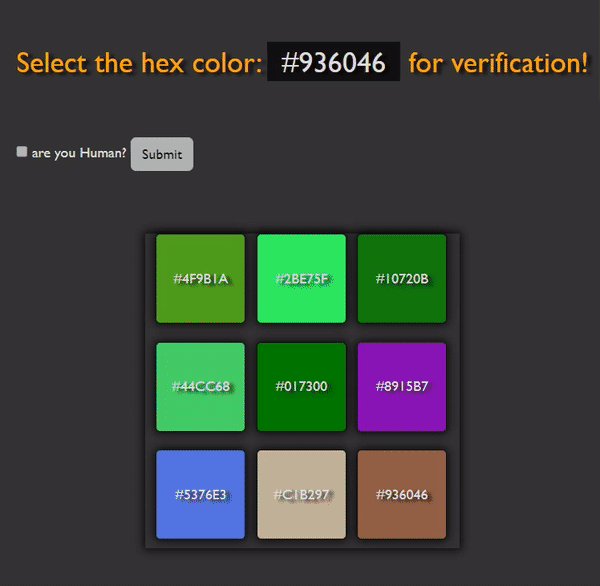 Select the hex color: #936046 for verification!
are you Human? Submit
#4F9B1A #2BE75F #10720B
#44CC68 #017300 #8915B7
#5376E3 #C1B297 #936046